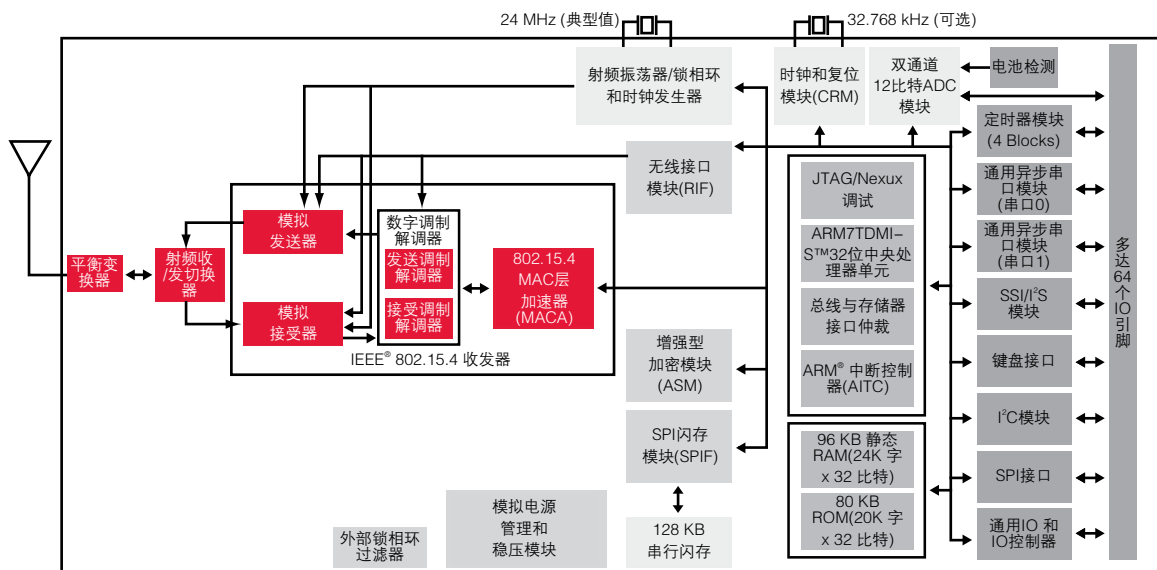 24 MHz (典型值)
32.768 kHz (可选)
射频振荡器/锁相环
和时钟发生器
时钟和复位
模块(CRM)
双通道
12比特ADC
模块
电池检测
定时器模块
(4 Blocks)
无线接口
模块(RIF)
JTAG/Nexux
调试
通用异步串
口模块
(串口0)
模拟
发送器
数字调制
解调器
发送调制
解调器
接受调制
解调器
802.15.4
MAC层
加速器
(MACA)
ARM7TDMI–
S™32位中央处
理器单元
通用异步串
口模块
(串口1)
平衡变
换器
射频收
/发切换
器
模拟
接受器
IEEE® 802.15.4 收发器
总线与存储器
接口仲裁
SSI/I²S
模块
多达64个IO引脚
增强型
加密模块
(ASM)
ARM® 中断控制
器(AITC)
键盘接口
I²C模块
SPI闪存
模块(SPIF)
96 KB 静态
RAM(24K 字
x 32 比特)
SPI接口
80 KB
ROM(20K 字
x 32 比特)
通用IO 和
IO控制器
模拟电源
管理和
稳压模块
128 KB
串行闪存
外部锁相环
过滤器